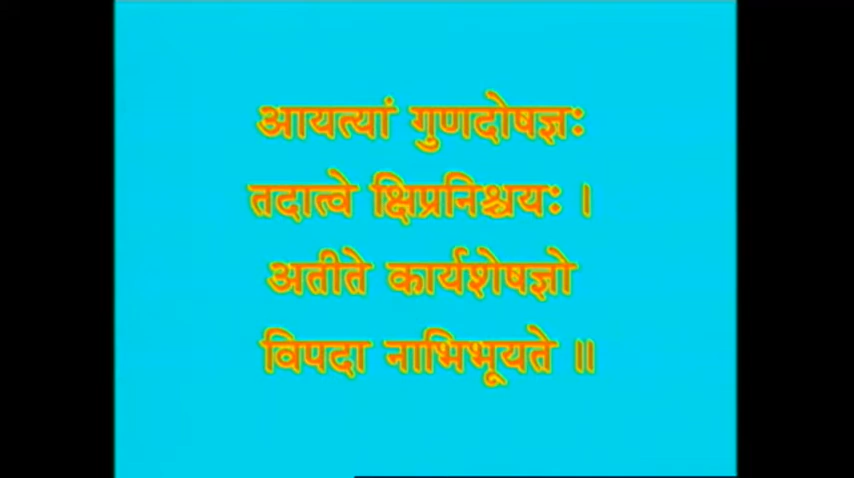 आयत्यां गुणदोषज्ञः
तदात्वे क्षिप्रनिश्चयः ।
अतीते कार्यशेषज्ञो
विपदा नाभिभूयते ॥